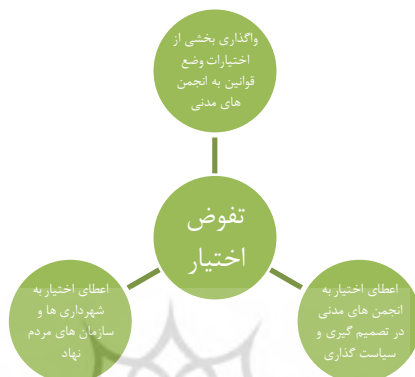 واگذاری بخشی از
اختیارات وضع
قوانین به انجمن
های مدنی
تفوض
اختیار
اعطای اختیار به
انجمن های مدنی
در تصمیم گیری و
سیاست گذاری
اعطای اختیار به
شهرداری ها و
سازمان های مردم
نهاد